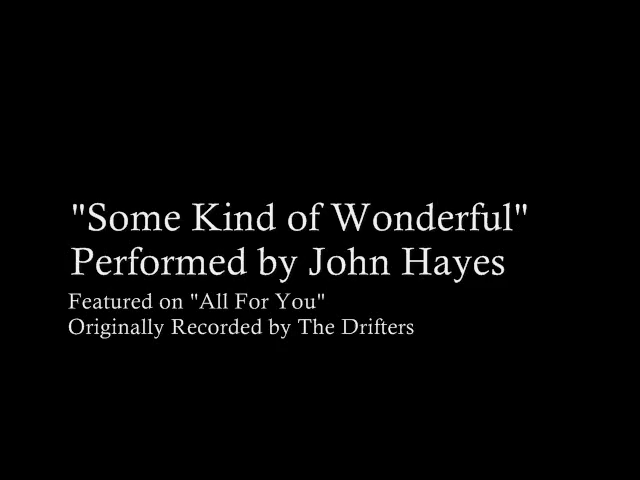 "Some Kind of Wonderful"
Performed by John Hayes
Featured on "All For You"
Originally Recorded by The Drifters